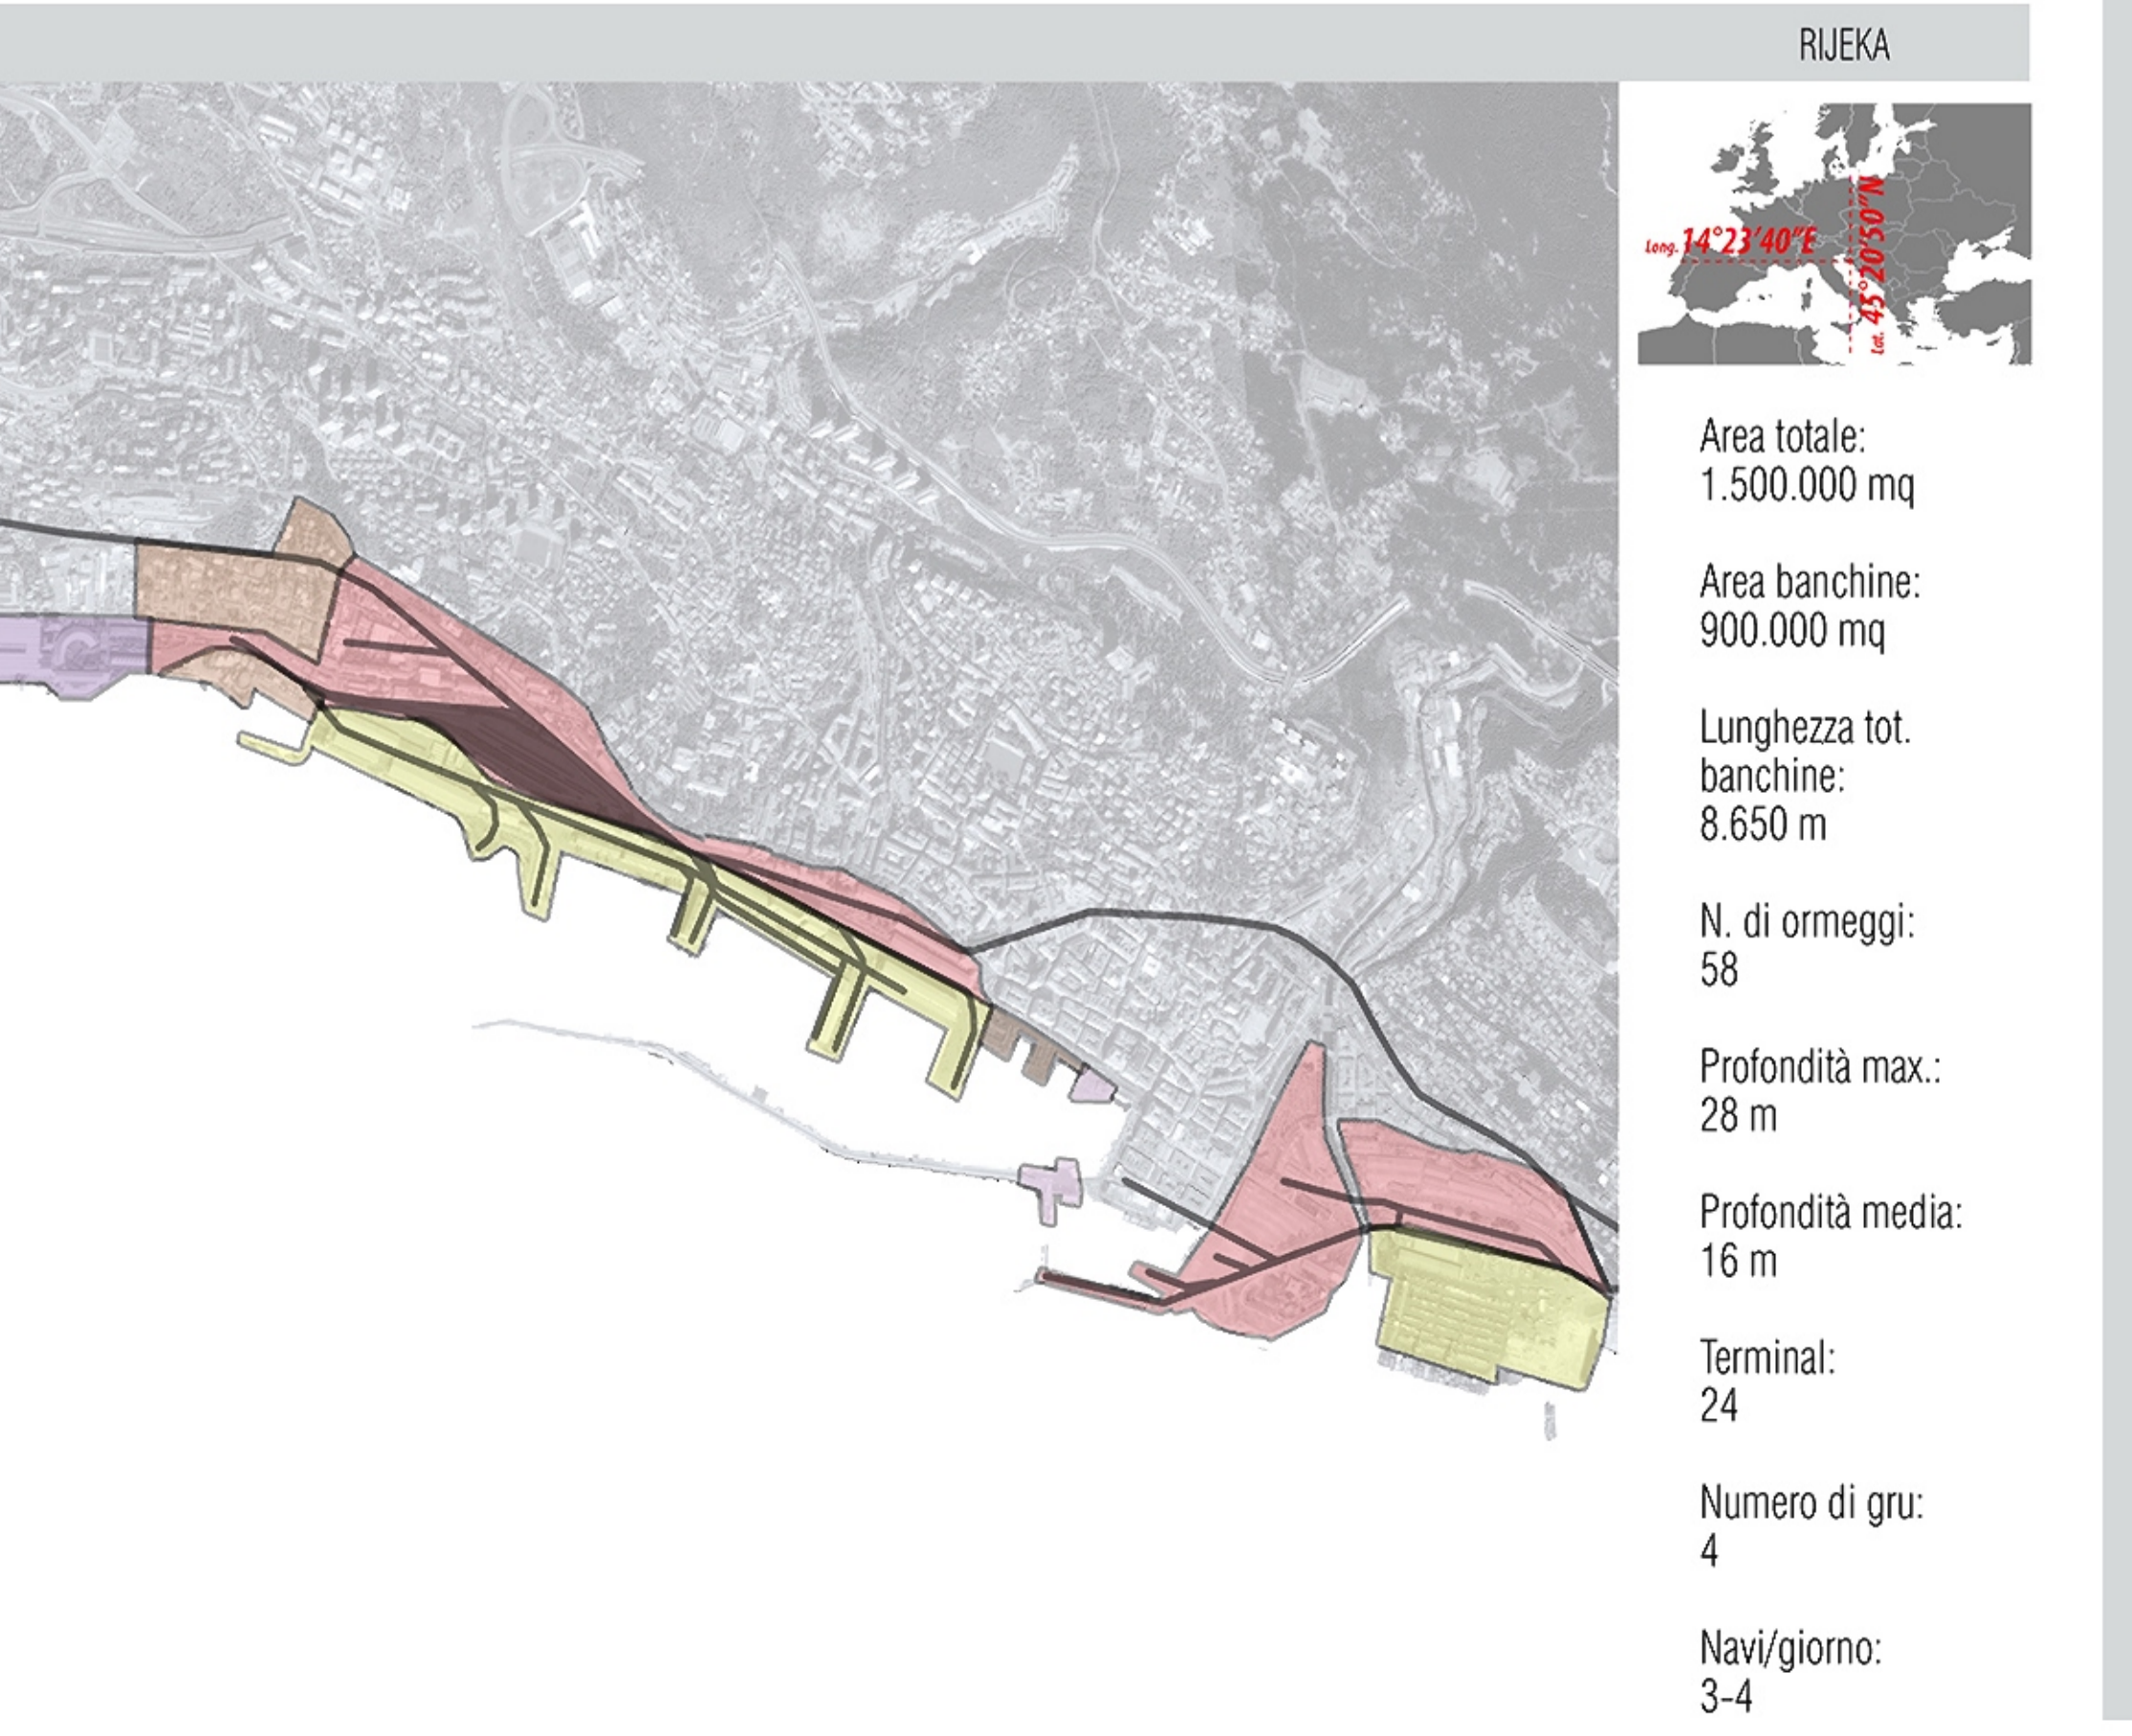 RIJEKA
Long. 14°23'40"E
Lat. 45°20'50"N
Area totale:
1.500.000 mq
Area banchine:
900.000 mq
Lunghezza tot.
banchine:
8.650 m
N. di ormeggi:
58
Profondità max.:
28 m
Profondità media:
16 m
Terminal:
24
Numero di gru:
4
Navi/giorno:
3-4